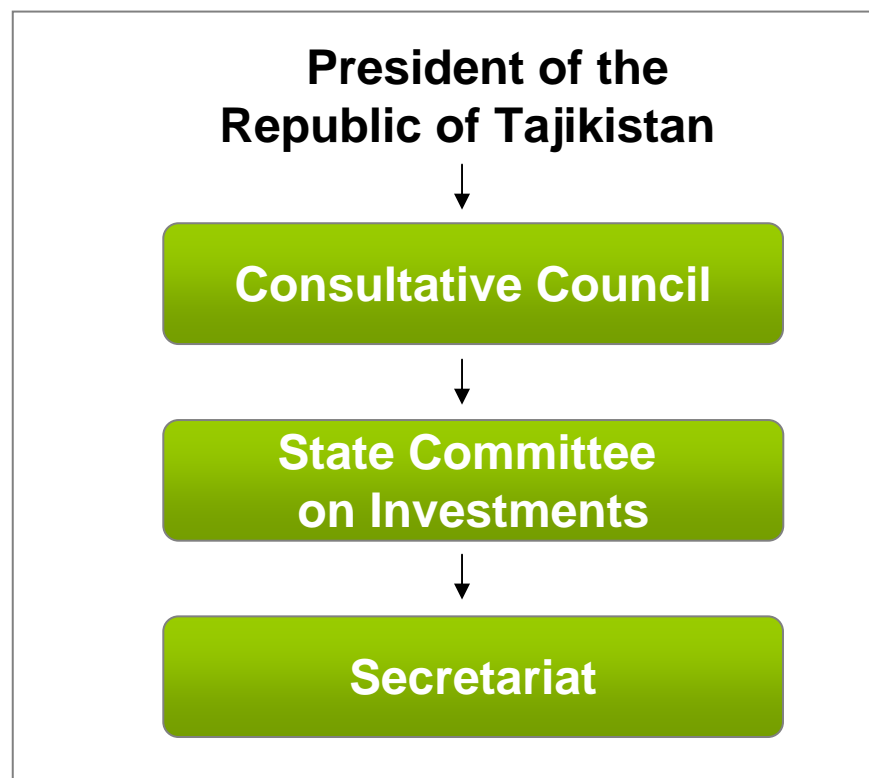 President of the
Republic of Tajikistan
Consultative Council
State Committee
on Investments
Secretariat